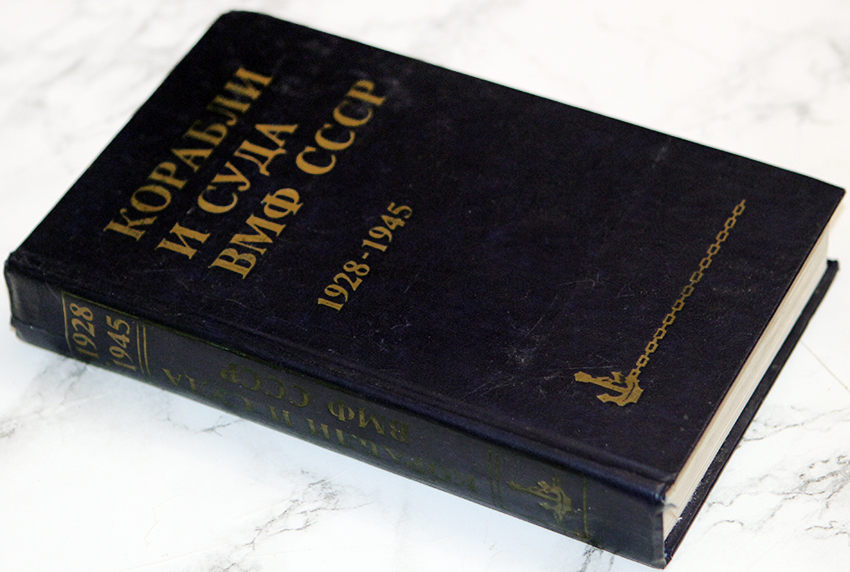 КОРАБЛИ
И СУДА
ВМФ СССР
1928-1945
1928
1945
КОРАБЛИ И СУДА
ВМФ СССР